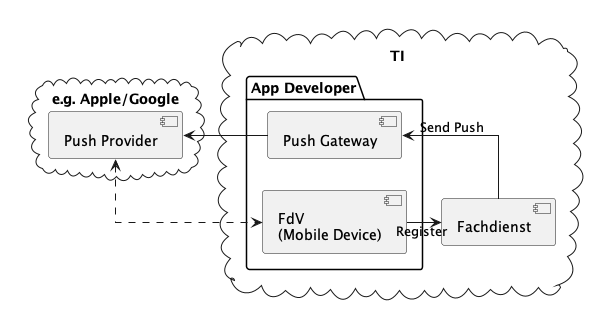 TI
e.g. Apple/Google
App Developer
Push Provider
Push Gateway
Send Push
FdV
(Mobile Device)
Register
Fachdienst